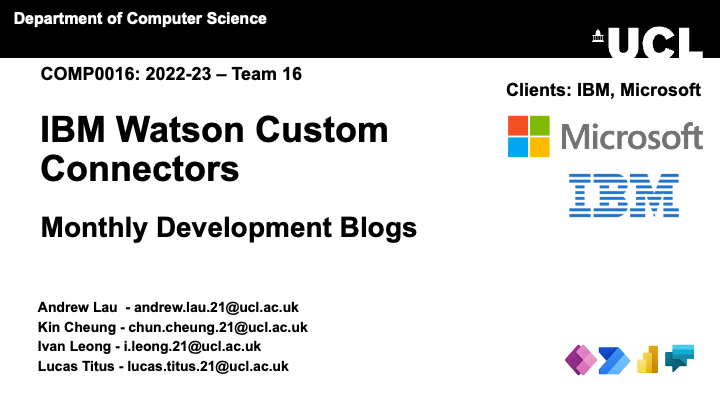 Department of Computer Science
UCL
COMP0016: 2022-23 – Team 16
Clients: IBM, Microsoft
Microsoft
IBM
IBM Watson Custom
Connectors
Monthly Development Blogs
Andrew Lau  - andrew.lau.21@ucl.ac.uk
Kin Cheung - chun.cheung.21@ucl.ac.uk
Ivan Leong - i.leong.21@ucl.ac.uk
Lucas Titus - lucas.titus.21@ucl.ac.uk